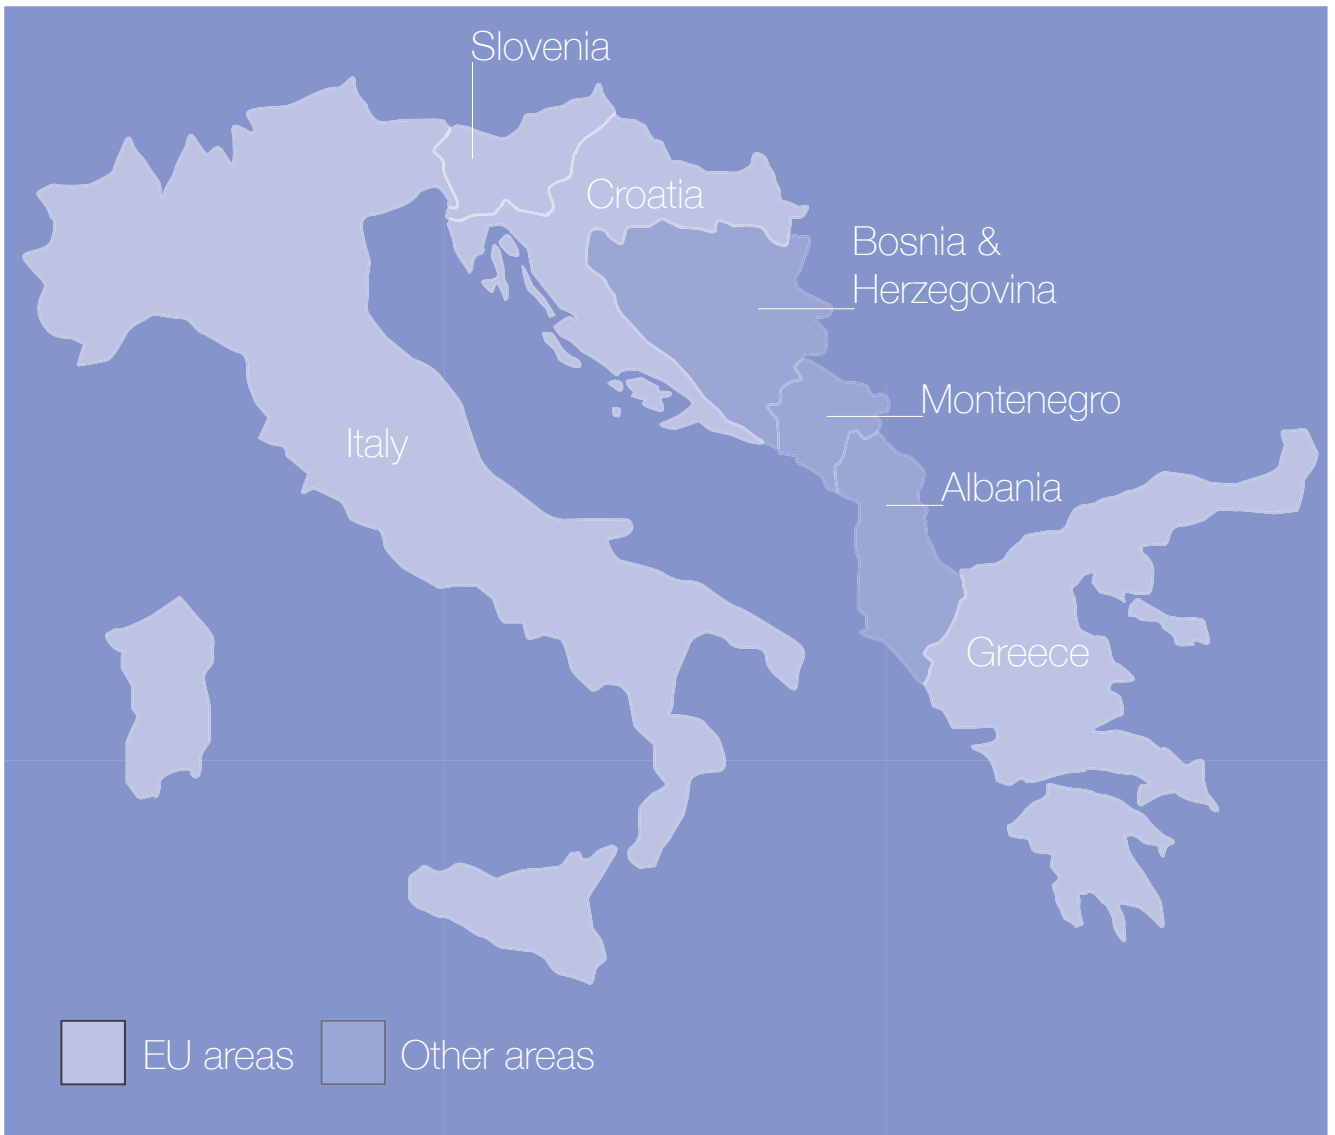 Slovenia
Croatia
Bosnia &
Herzegovina
Montenegro
Italy
Albania
Greece
EU areas
Other areas